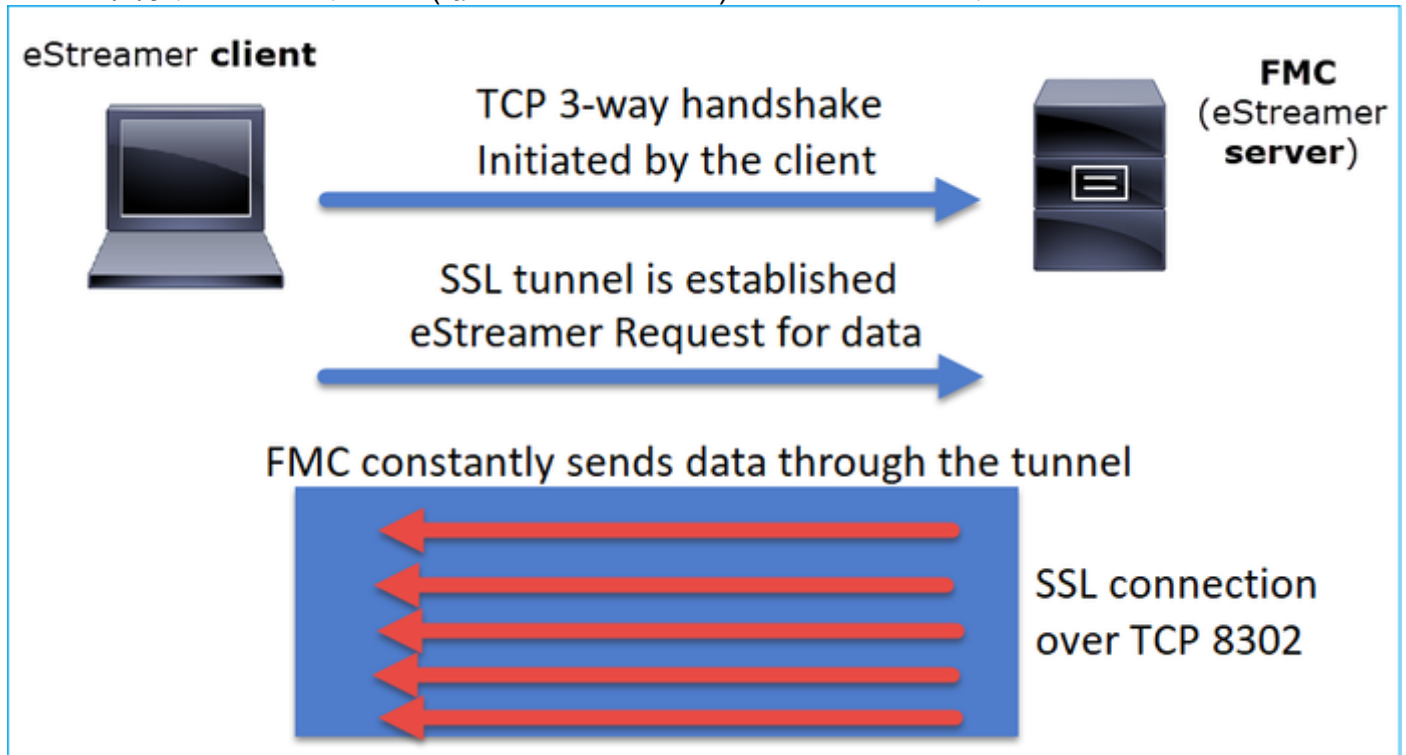 eStreamer client
FMC
(eStreamer
server)
TCP 3-way handshake
Initiated by the client
SSL tunnel is established
eStreamer Request for data
FMC constantly sends data through the tunnel
SSL connection
over TCP 8302